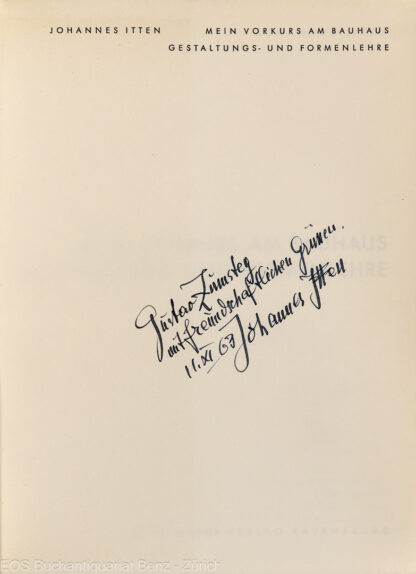 JOHANNES ITTEN
MEIN VORKURS AM BAUHAUS
GESTALTUNGS- UND FORMENLEHRE
Gustav Zumsteg
mit freundschaftlichen Grüssen.
11. XI 63 Johannes Itten
EOS Buchantiquariat Benz - Zürich